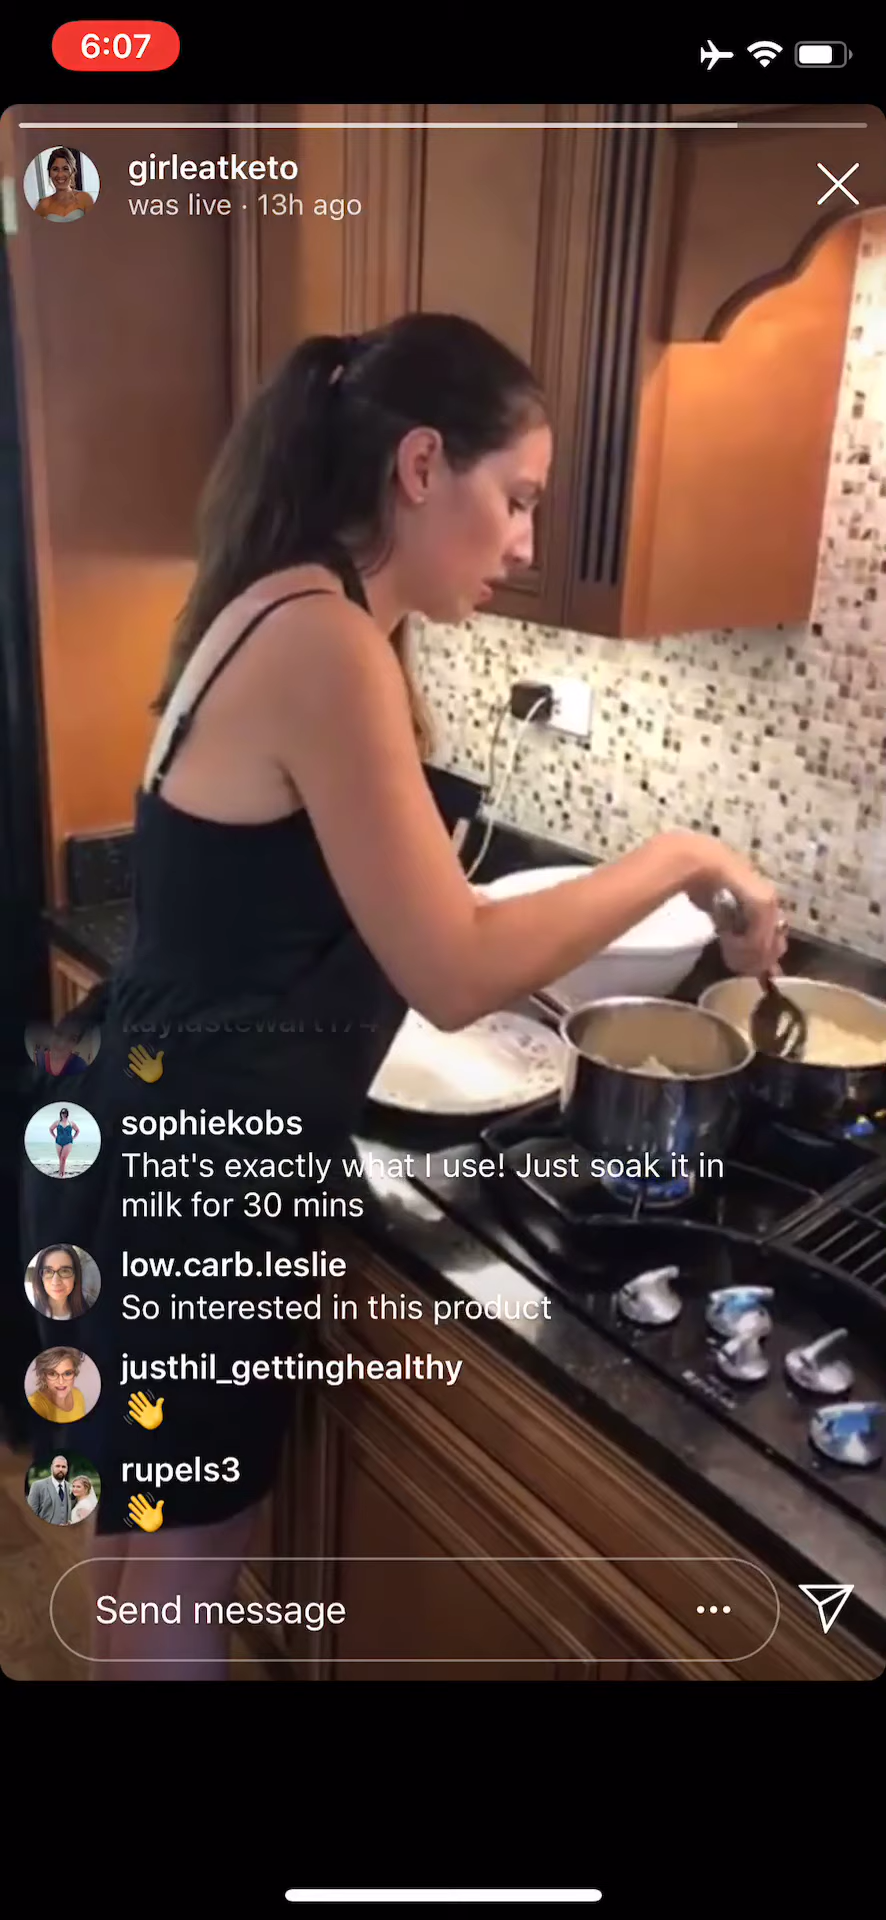 6:07
girleatketo
was live · 13h ago
kaylastewart174
👋
sophiekobs
That's exactly what I use! Just soak it in
milk for 30 mins
low.carb.leslie
So interested in this product
justhil_gettinghealthy
👋
rupels3
👋
Send message